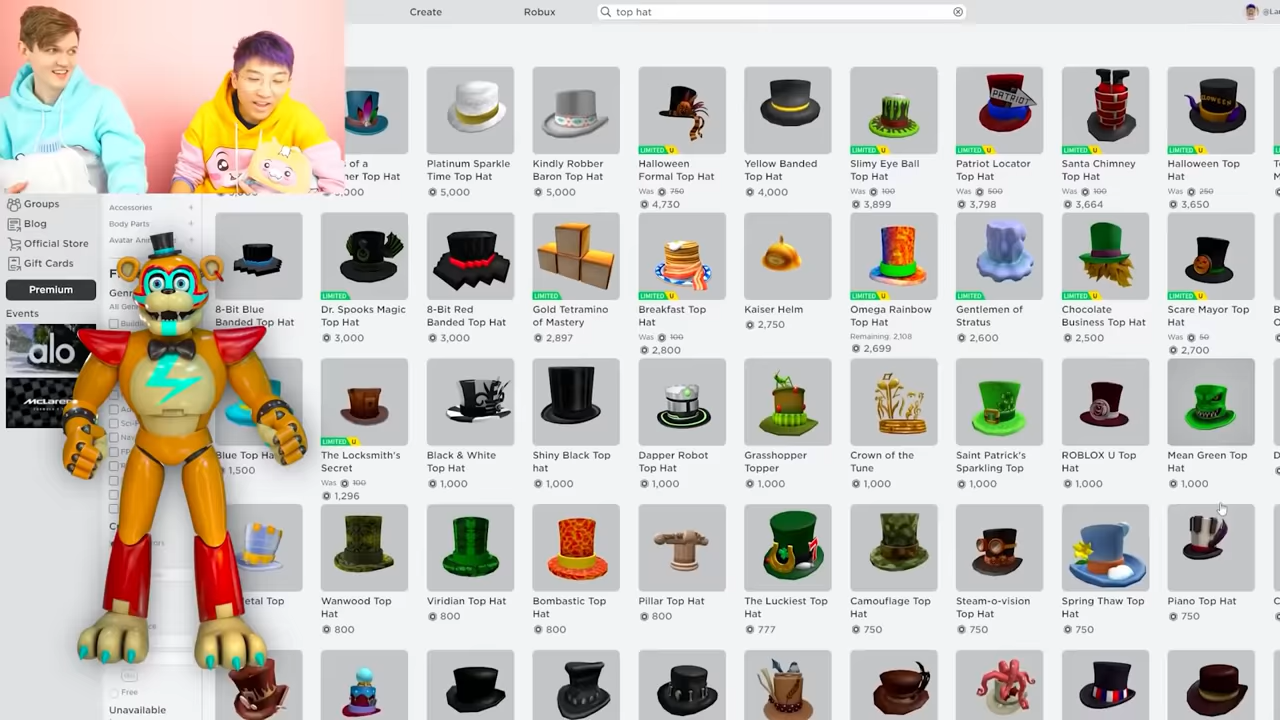 Create
Robux
top hat
Platinum Sparkle
Time Top Hat
5,000
Kindly Robber
Baron Top Hat
5,000
LIMITED U
Halloween
Formal Top Hat
Was 750
4,730
Yellow Banded
Top Hat
4,000
LIMITED U
Slimy Eye Ball
Top Hat
Was 100
3,899
PATRIOT
LIMITED U
Patriot Locator
Top Hat
Was 500
3,798
LIMITED U
Santa Chimney
Top Hat
Was 100
3,664
LIMITED U
Halloween Top
Hat
Was 250
3,650
Groups
Blog
Official Store
Gift Cards
Premium
Events
alo
McLaren
Accessories +
Body Parts +
8-Bit Blue
Banded Top Hat
3,000
LIMITED
Dr. Spooks Magic
Top Hat
3,000
8-Bit Red
Banded Top Hat
3,000
LIMITED
Gold Tetramino
of Mastery
2,897
LIMITED U
Breakfast Top
Hat
Was 100
2,800
Kaiser Helm
2,750
LIMITED U
Omega Rainbow
Top Hat
Remaining: 2,108
2,699
LIMITED
Gentlemen of
Stratus
2,600
LIMITED U
Chocolate
Business Top Hat
2,500
LIMITED U
Scare Mayor Top
Hat
Was 50
2,700
Blue Top
1,500
LIMITED U
The Locksmith's
Secret
Was 100
1,296
Black & White
Top Hat
1,000
Shiny Black Top
hat
1,000
Dapper Robot
Top Hat
1,000
Grasshopper
Topper
1,000
Crown of the
Tune
1,000
Saint Patrick's
Sparkling Top
1,000
ROBLOX U Top
Hat
1,000
Mean Green Top
Hat
1,000
Wanwood Top
Hat
800
Viridian Top Hat
800
Bombastic Top
Hat
800
Pillar Top Hat
800
The Luckiest Top
Hat
777
Camouflage Top
Hat
750
Steam-o-vision
Top Hat
750
Spring Thaw Top
Hat
750
Piano Top Hat
750
Free
Unavailable